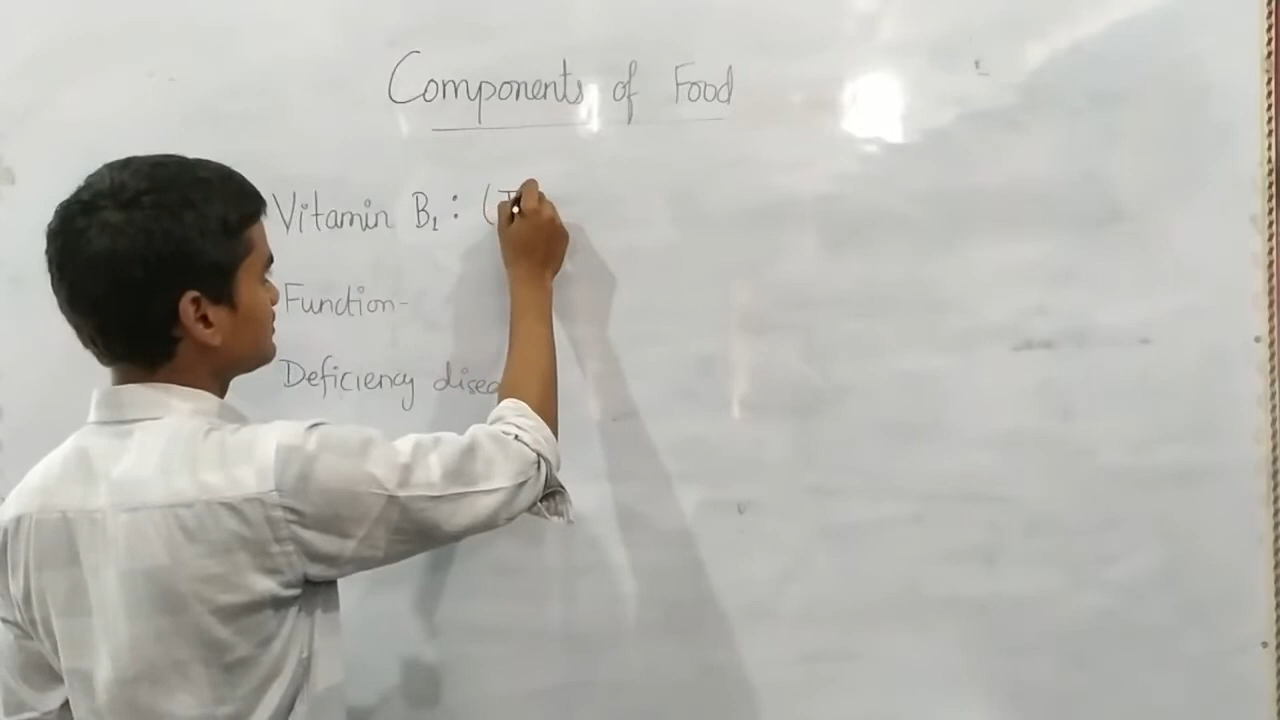 Components of Food
Vitamin B₁ : (T
Function-
Deficiency disea